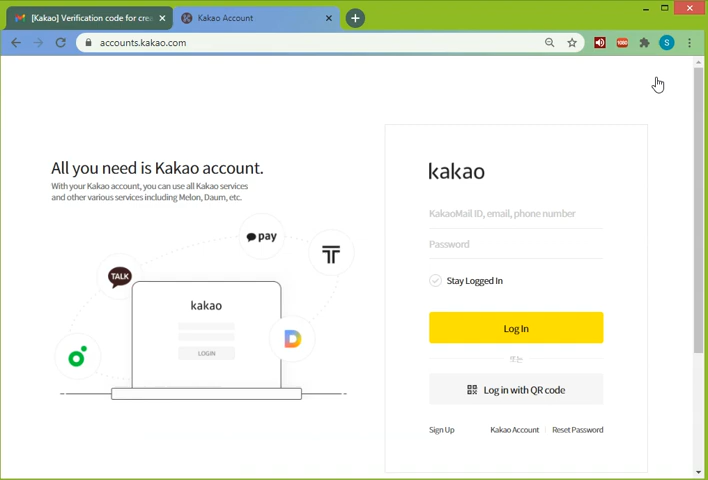 [Kakao] Verification code for crea
Kakao Account
accounts.kakao.com
1080
S
All you need is Kakao account.
With your Kakao account, you can use all Kakao services
and other various services including Melon, Daum, etc.
pay
TALK
kakao
LOGIN
kakao
KakaoMail ID, email, phone number
Password
Stay Logged In
Log In
또는
Log in with QR code
Sign Up
Kakao Account
Reset Password